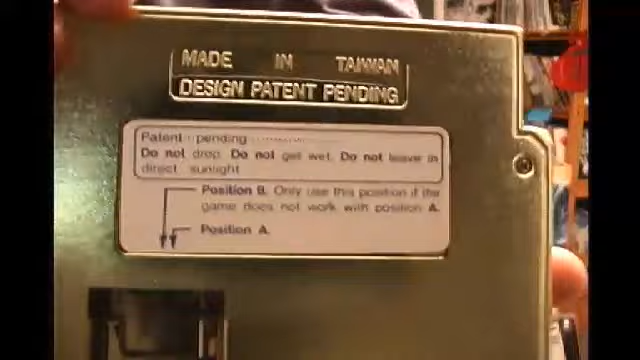 MADE IN TAIWAN
DESIGN PATENT PENDING
Patent pending
Do not drop. Do not get wet. Do not leave in
direct sunlight
Position B. Only use this position if the
game does not work with position A.
Position A.